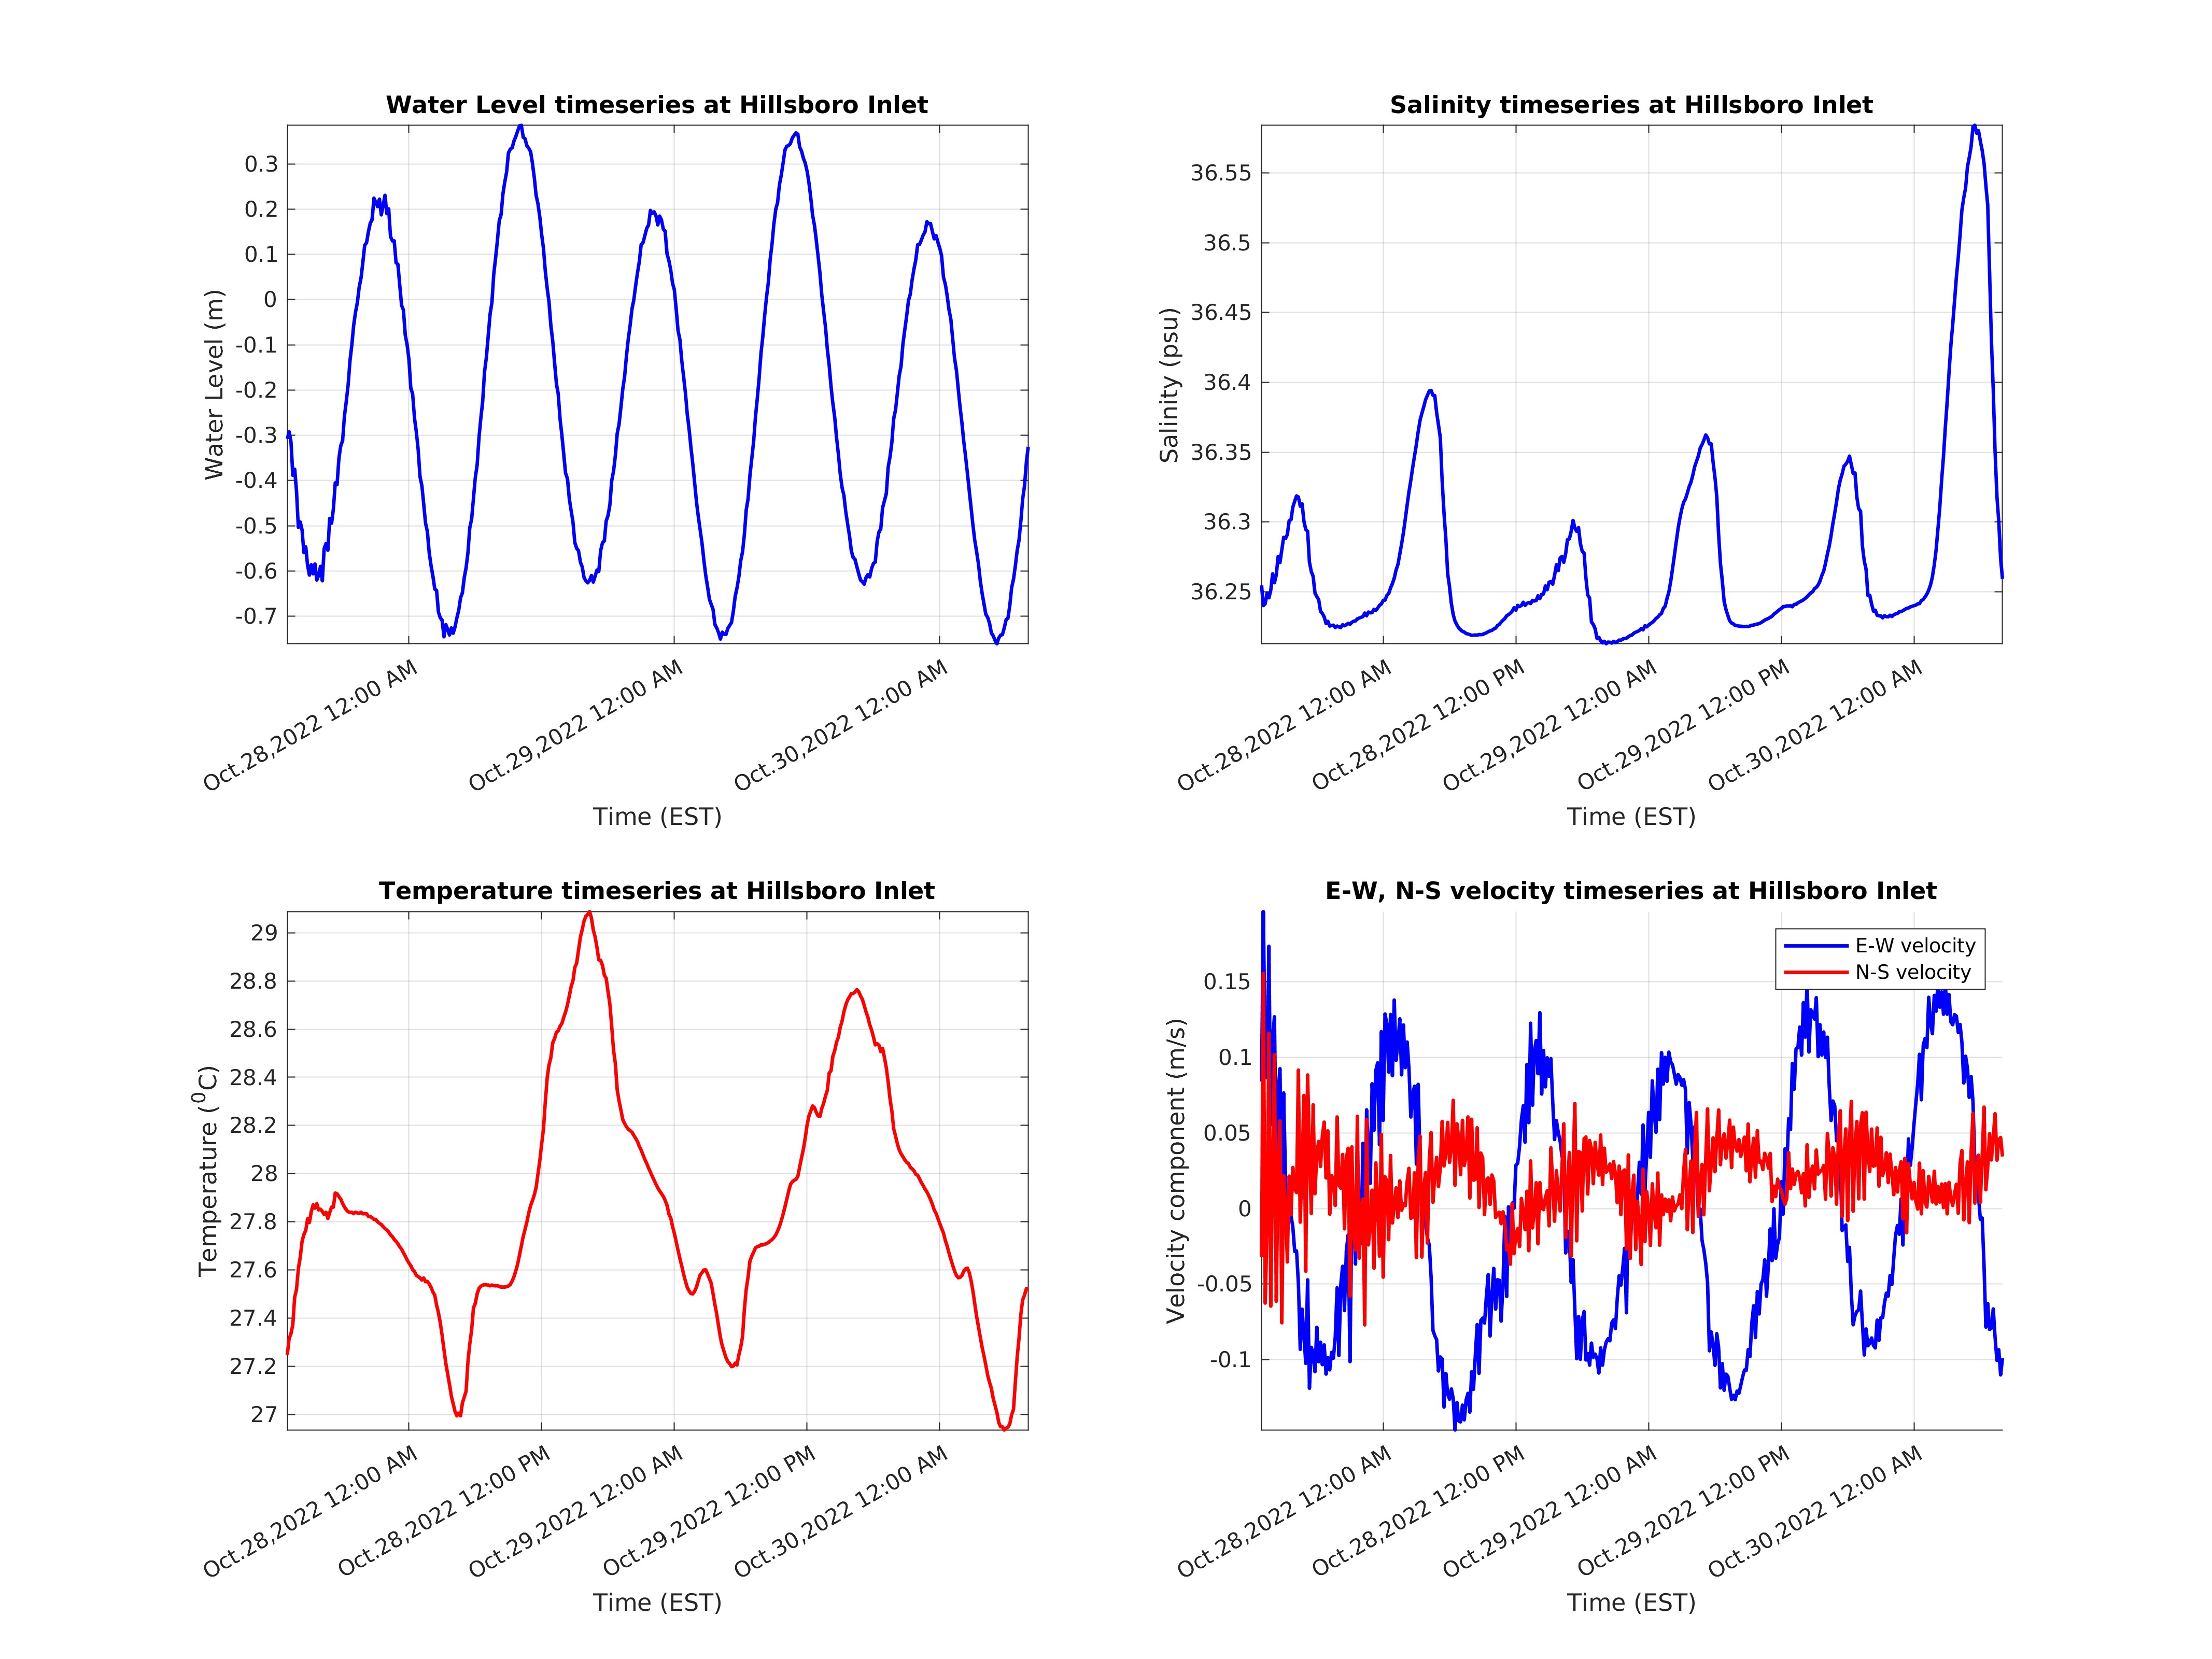 Water Level timeseries at Hillsboro Inlet
Water Level (m)
0.3
0.2
0.1
0
-0.1
-0.2
-0.3
-0.4
-0.5
-0.6
-0.7
Oct.28,2022 12:00 AM
Oct.29,2022 12:00 AM
Oct.30,2022 12:00 AM
Time (EST)
Salinity timeseries at Hillsboro Inlet
Salinity (psu)
36.55
36.5
36.45
36.4
36.35
36.3
36.25
Oct.28,2022 12:00 AM
Oct.28,2022 12:00 PM
Oct.29,2022 12:00 AM
Oct.29,2022 12:00 PM
Oct.30,2022 12:00 AM
Time (EST)
Temperature timeseries at Hillsboro Inlet
Temperature (⁰C)
29
28.8
28.6
28.4
28.2
28
27.8
27.6
27.4
27.2
27
Oct.28,2022 12:00 AM
Oct.28,2022 12:00 PM
Oct.29,2022 12:00 AM
Oct.29,2022 12:00 PM
Oct.30,2022 12:00 AM
Time (EST)
E-W, N-S velocity timeseries at Hillsboro Inlet
E-W velocity
N-S velocity
Velocity component (m/s)
0.15
0.1
0.05
0
-0.05
-0.1
Oct.28,2022 12:00 AM
Oct.28,2022 12:00 PM
Oct.29,2022 12:00 AM
Oct.29,2022 12:00 PM
Oct.30,2022 12:00 AM
Time (EST)